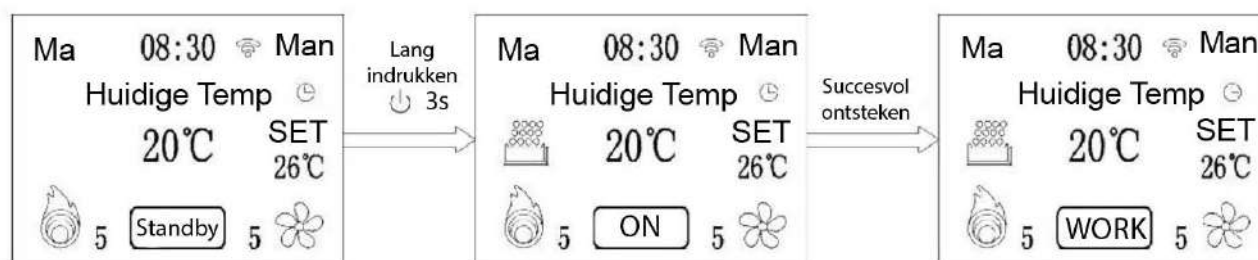 Ma 08:30 Man
Huidige Temp
20℃ SET
26℃
5 Standby 5
Lang
indrukken
3s
Ma 08:30 Man
Huidige Temp
20℃ SET
26℃
5 ON 5
Succesvol
ontsteken
Ma 08:30 Man
Huidige Temp
20℃ SET
26℃
5 WORK 5